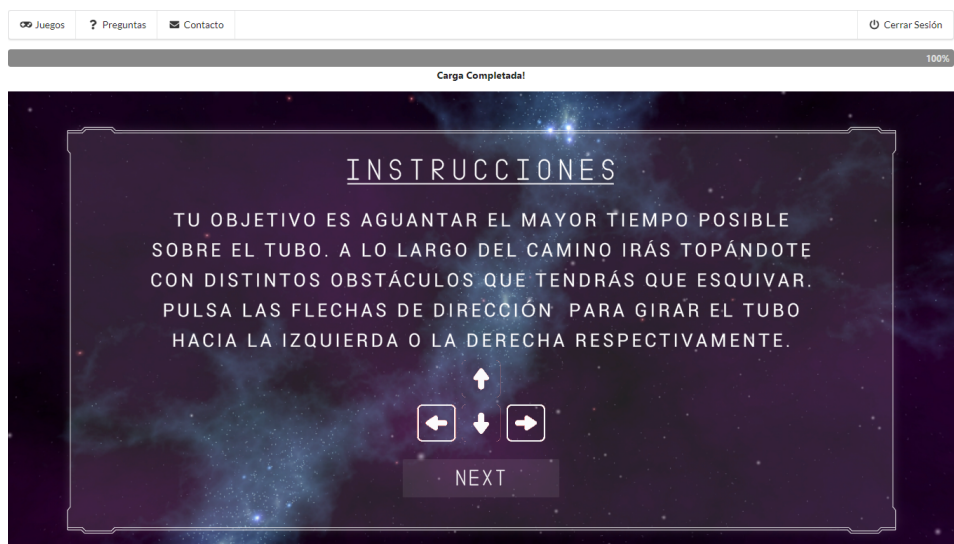 Juegos ? Preguntas Contacto Cerrar Sesión
100%
Carga Completada!
INSTRUCCIONES
TU OBJETIVO ES AGUANTAR EL MAYOR TIEMPO POSIBLE
SOBRE EL TUBO. A LO LARGO DEL CAMINO IRÁS TOPÁNDOTE
CON DISTINTOS OBSTÁCULOS QUE TENDRÁS QUE ESQUIVAR.
PULSA LAS FLECHAS DE DIRECCIÓN PARA GIRAR EL TUBO
HACIA LA IZQUIERDA O LA DERECHA RESPECTIVAMENTE.
NEXT